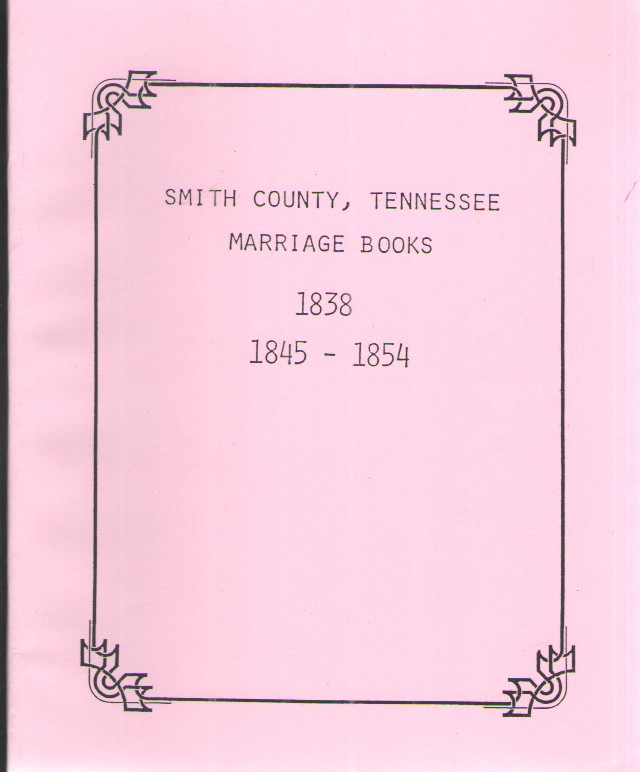 SMITH COUNTY, TENNESSEE
MARRIAGE BOOKS
1838
1845 - 1854